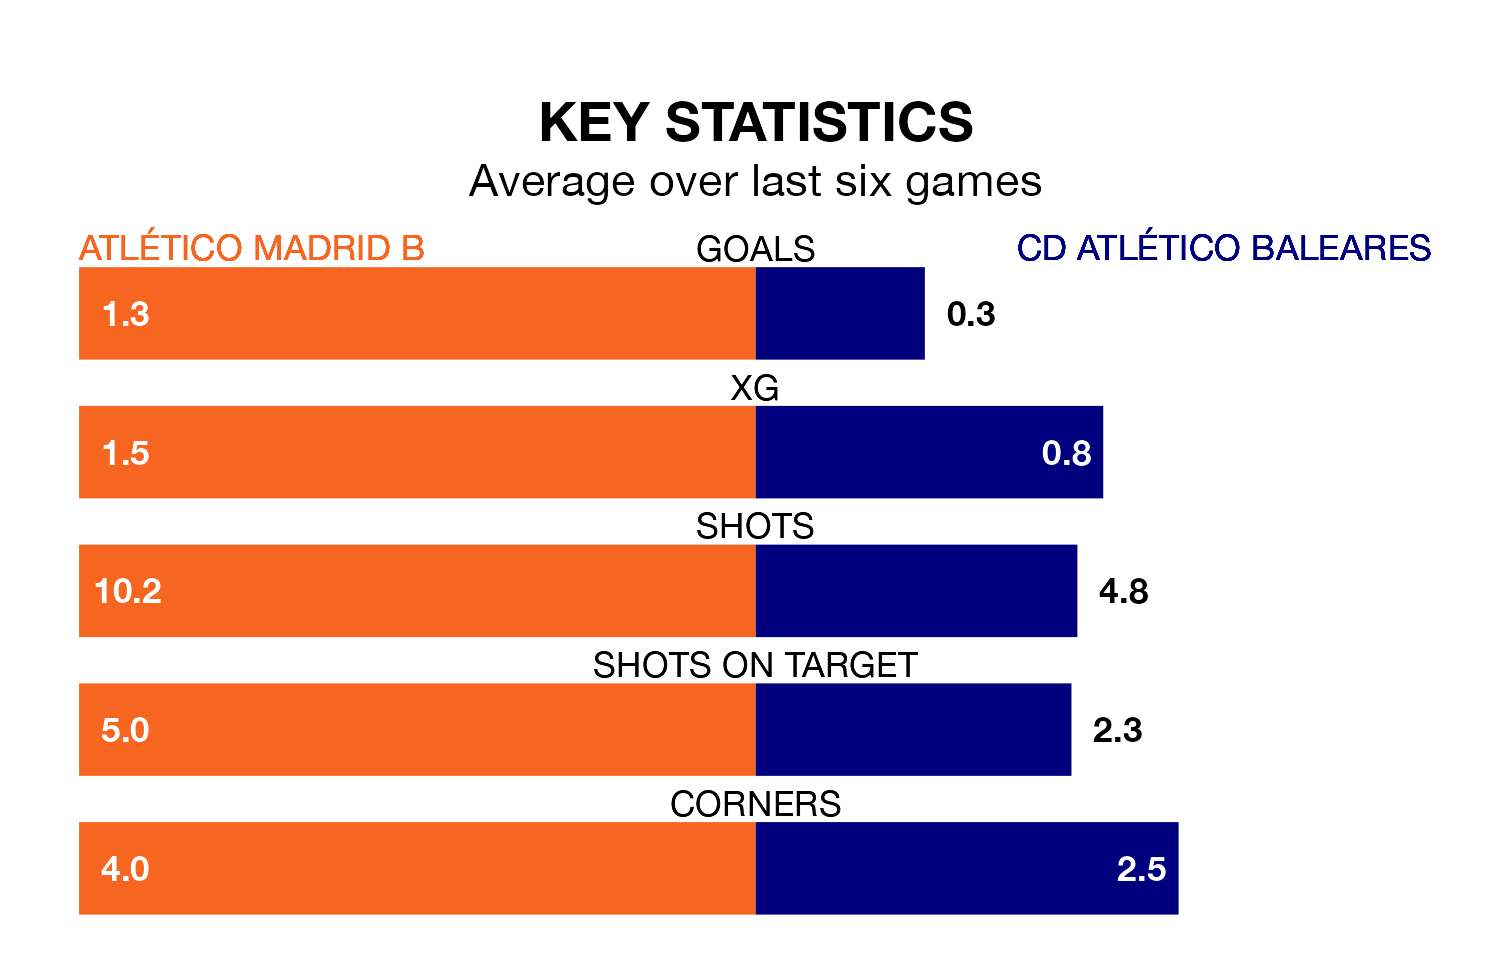 KEY STATISTICS
Average over last six games
ATLÉTICO MADRID B GOALS CD ATLÉTICO BALEARES
1.3 0.3
XG
1.5 0.8
SHOTS
10.2 4.8
SHOTS ON TARGET
5.0 2.3
CORNERS
4.0 2.5